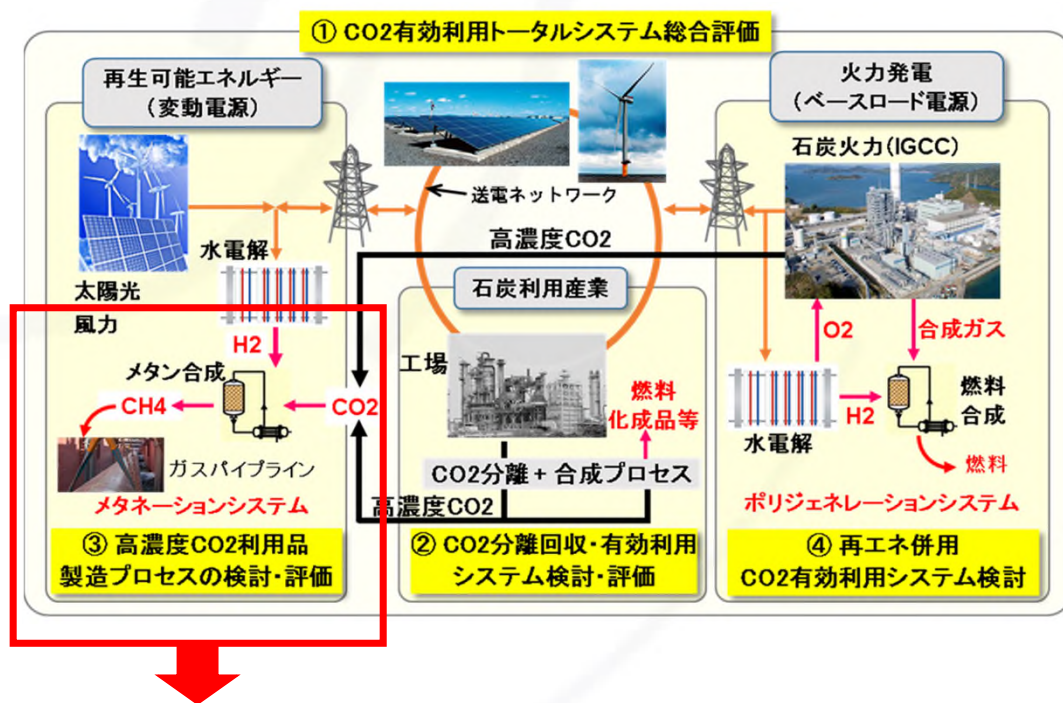 ① CO2有効利用トータルシステム総合評価
再生可能エネルギー
（変動電源）
火力発電
（ベースロード電源）
石炭火力(IGCC)
送電ネットワーク
高濃度CO2
水電解
太陽光
風力
石炭利用産業
H2
O2
合成ガス
メタン合成
工場
CH4
CO2
燃料
化成品等
H2
燃料
合成
水電解
ガスパイプライン
CO2分離 + 合成プロセス
燃料
メタネーションシステム
高濃度CO2
ポリジェネレーションシステム
③ 高濃度CO2利用品
製造プロセスの検討・評価
② CO2分離回収・有効利用
システム検討・評価
④ 再エネ併用
CO2有効利用システム検討